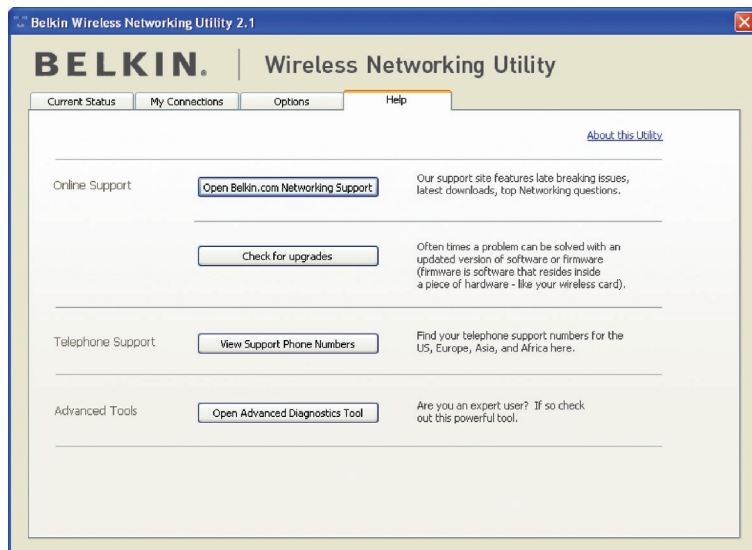 Belkin Wireless Networking Utility 2.1
BELKIN. | Wireless Networking Utility
Current Status
My Connections
Options
Help
About this Utility
Online Support
Open Belkin.com Networking Support
Our support site features late breaking issues,
latest downloads, top Networking questions.
Check for upgrades
Often times a problem can be solved with an
updated version of software or firmware
(firmware is software that resides inside
a piece of hardware - like your wireless card).
Telephone Support
View Support Phone Numbers
Find your telephone support numbers for the
US, Europe, Asia, and Africa here.
Advanced Tools
Open Advanced Diagnostics Tool
Are you an expert user? If so check
out this powerful tool.